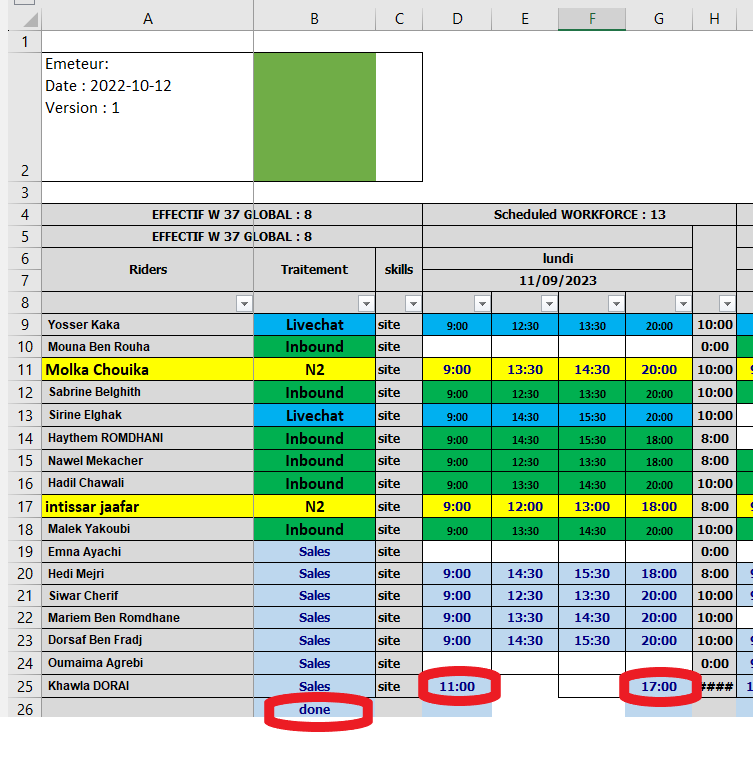 A B C D E F G H
1
Emeteur:
Date : 2022-10-12
Version : 1
2
3
4 EFFECTIF W 37 GLOBAL : 8 Scheduled WORKFORCE : 13
5 EFFECTIF W 37 GLOBAL : 8
6 lundi
Riders Traitement skills
7 11/09/2023
8
9 Yosser Kaka Livechat site 9:00 12:30 13:30 20:00 10:00
10 Mouna Ben Rouha Inbound site 0:00
11 Molka Chouika N2 site 9:00 13:30 14:30 20:00 10:00
12 Sabrine Belghith Inbound site 9:00 12:30 13:30 20:00 10:00
13 Sirine Elghak Livechat site 9:00 14:30 15:30 20:00 10:00
14 Haythem ROMDHANI Inbound site 9:00 14:30 15:30 18:00 8:00
15 Nawel Mekacher Inbound site 9:00 12:30 13:30 18:00 8:00
16 Hadil Chawali Inbound site 9:00 13:30 14:30 20:00 10:00
17 intissar jaafar N2 site 9:00 12:00 13:00 18:00 8:00
18 Malek Yakoubi Inbound site 9:00 13:30 14:30 20:00 10:00
19 Emna Ayachi Sales site 0:00
20 Hedi Mejri Sales site 9:00 14:30 15:30 18:00 8:00
21 Siwar Cherif Sales site 9:00 12:30 13:30 20:00 10:00
22 Mariem Ben Romdhane Sales site 9:00 13:30 14:30 20:00 10:00
23 Dorsaf Ben Fradj Sales site 9:00 14:30 15:30 20:00 10:00
24 Oumaima Agrebi Sales site 0:00
25 Khawla DORAI Sales site 11:00 17:00 ####
26 done